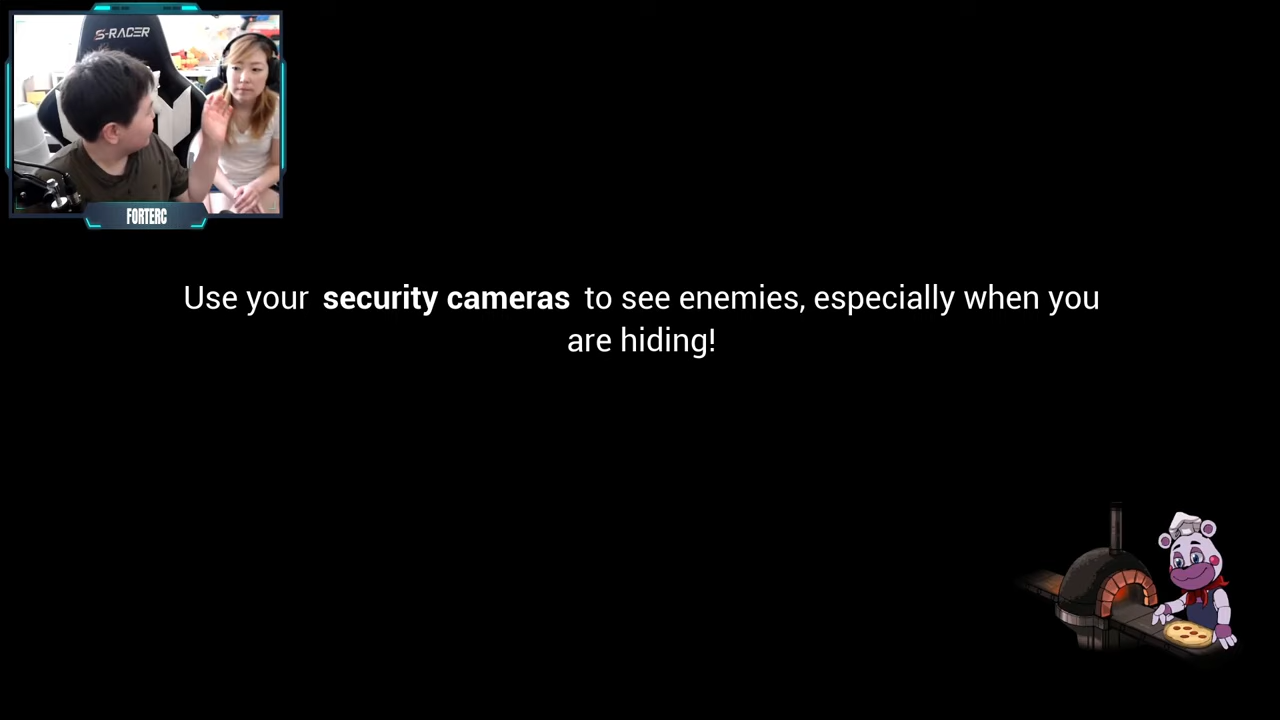 S-RACER
FORTERC
Use your security cameras to see enemies, especially when you
are hiding!